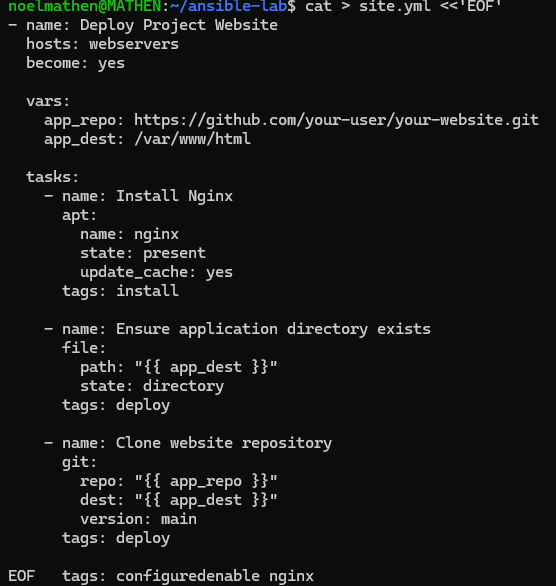 noelmathen@MATHEN:~/ansible-lab$ cat > site.yml <<'EOF'
- name: Deploy Project Website
  hosts: webservers
  become: yes

  vars:
    app_repo: https://github.com/your-user/your-website.git
    app_dest: /var/www/html

  tasks:
    - name: Install Nginx
      apt:
        name: nginx
        state: present
        update_cache: yes
      tags: install

    - name: Ensure application directory exists
      file:
        path: "{{ app_dest }}"
        state: directory
      tags: deploy

    - name: Clone website repository
      git:
        repo: "{{ app_repo }}"
        dest: "{{ app_dest }}"
        version: main
      tags: deploy

EOF   tags: configuredenable nginx